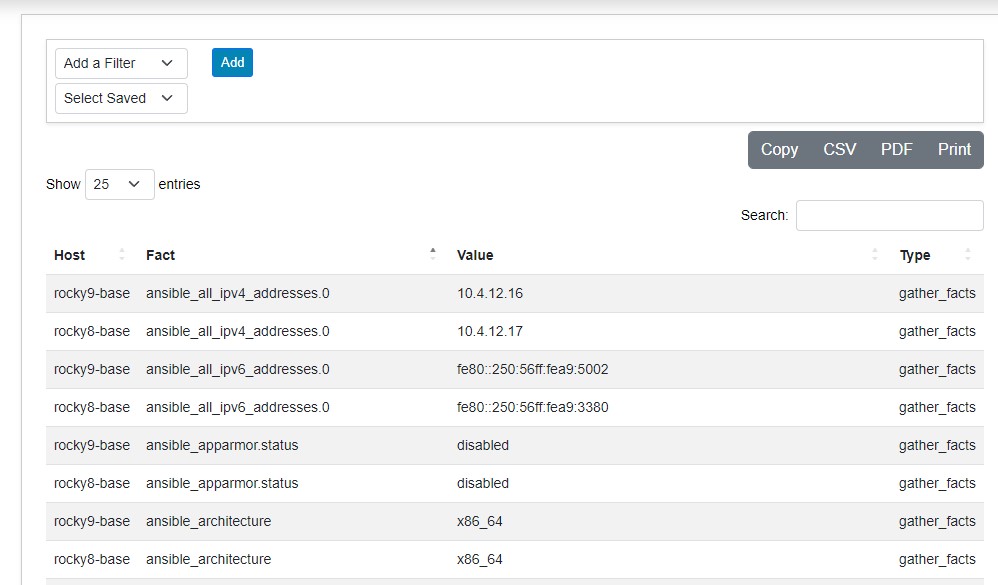 Add a Filter Add
Select Saved
Copy CSV PDF Print
Show 25 entries
Search:
Host Fact Value Type
rocky9-base ansible_all_ipv4_addresses.0 10.4.12.16 gather_facts
rocky8-base ansible_all_ipv4_addresses.0 10.4.12.17 gather_facts
rocky9-base ansible_all_ipv6_addresses.0 fe80::250:56ff:fea9:5002 gather_facts
rocky8-base ansible_all_ipv6_addresses.0 fe80::250:56ff:fea9:3380 gather_facts
rocky9-base ansible_apparmor.status disabled gather_facts
rocky8-base ansible_apparmor.status disabled gather_facts
rocky9-base ansible_architecture x86_64 gather_facts
rocky8-base ansible_architecture x86_64 gather_facts